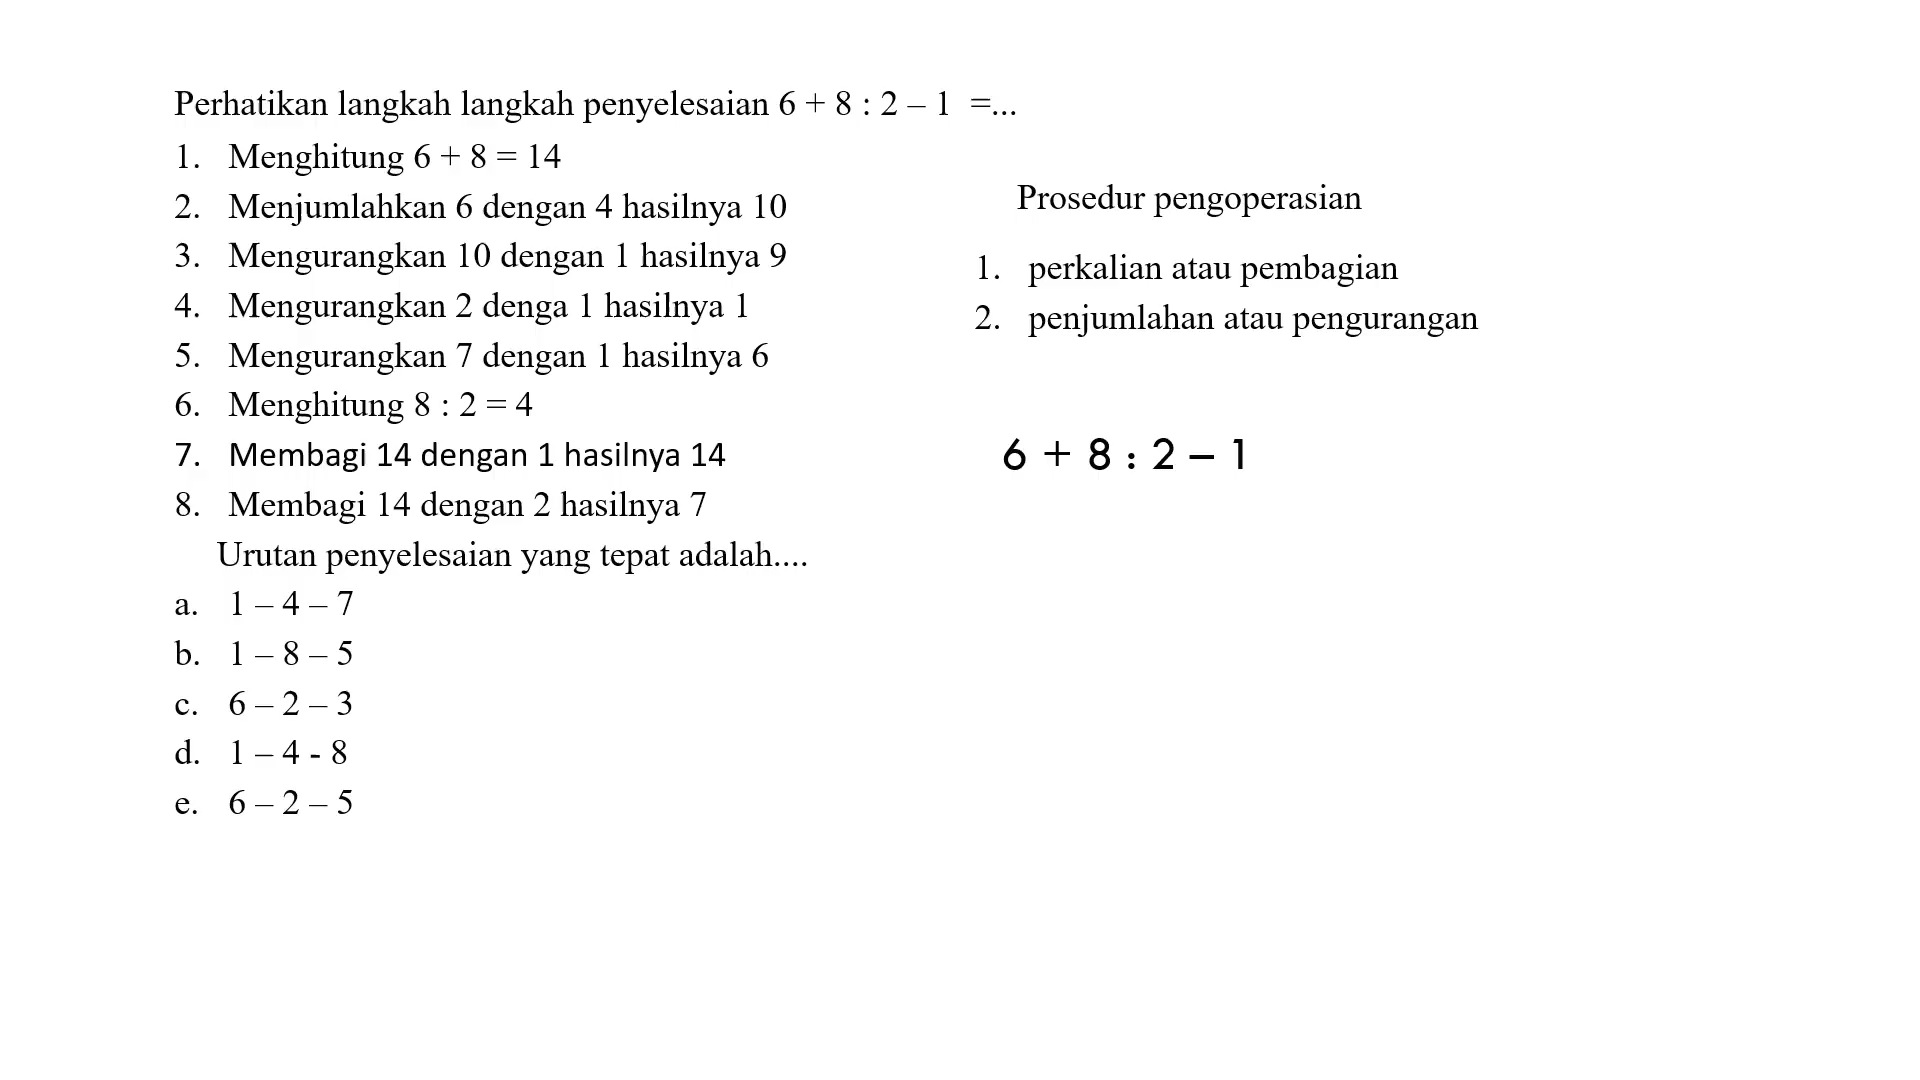 Perhatikan langkah langkah penyelesaian 6 + 8 : 2 – 1 =...
1. Menghitung 6 + 8 = 14
2. Menjumlahkan 6 dengan 4 hasilnya 10
3. Mengurangkan 10 dengan 1 hasilnya 9
4. Mengurangkan 2 denga 1 hasilnya 1
5. Mengurangkan 7 dengan 1 hasilnya 6
6. Menghitung 8 : 2 = 4
7. Membagi 14 dengan 1 hasilnya 14
8. Membagi 14 dengan 2 hasilnya 7
Urutan penyelesaian yang tepat adalah....
a. 1 – 4 – 7
b. 1 – 8 – 5
c. 6 – 2 – 3
d. 1 – 4 - 8
e. 6 – 2 – 5
Prosedur pengoperasian
1. perkalian atau pembagian
2. penjumlahan atau pengurangan
6 + 8 : 2 – 1